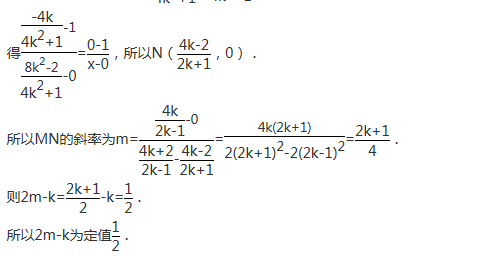 得\frac{\frac{-4k}{4k^2+1}-1}{\frac{8k^2-2}{4k^2+1}-0}=\frac{0-1}{x-0}，所以N（\frac{4k-2}{2k+1}，0）．
所以MN的斜率为m=\frac{\frac{4k}{2k-1}-0}{\frac{4k+2}{2k-1}-\frac{4k-2}{2k+1}}=\frac{4k(2k+1)}{2(2k+1)^2-2(2k-1)^2}=\frac{2k+1}{4}．
则2m-k=\frac{2k+1}{2}-k=\frac{1}{2}．
所以2m-k为定值\frac{1}{2}．